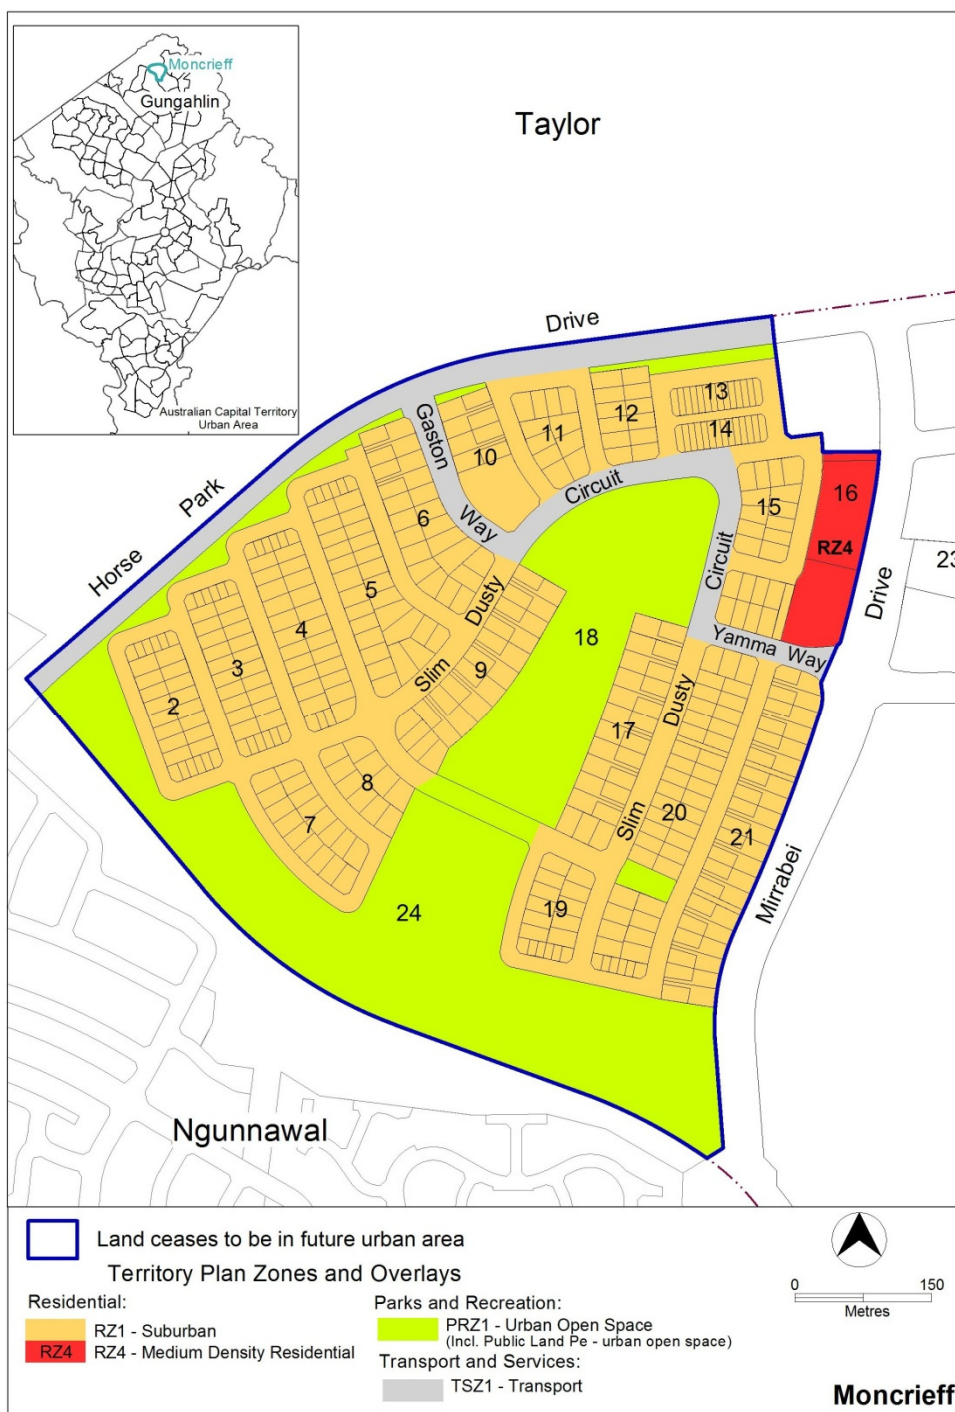 Moncrieff
Gungahlin
Australian Capital Territory
Urban Area
Taylor
Horse Park Drive
Gaston Way
Circuit
Circuit
Slim Dusty
Slim Dusty
Yamma Way
Mirrabei Drive
2
3
4
5
6
7
8
9
10
11
12
13
14
15
16
RZ4
17
18
19
20
21
23
24
Ngunnawal
Land ceases to be in future urban area
Territory Plan Zones and Overlays
Residential:
RZ1 - Suburban
RZ4 RZ4 - Medium Density Residential
Parks and Recreation:
PRZ1 - Urban Open Space
(Incl. Public Land Pe - urban open space)
Transport and Services:
TSZ1 - Transport
0 150
Metres
Moncrieff